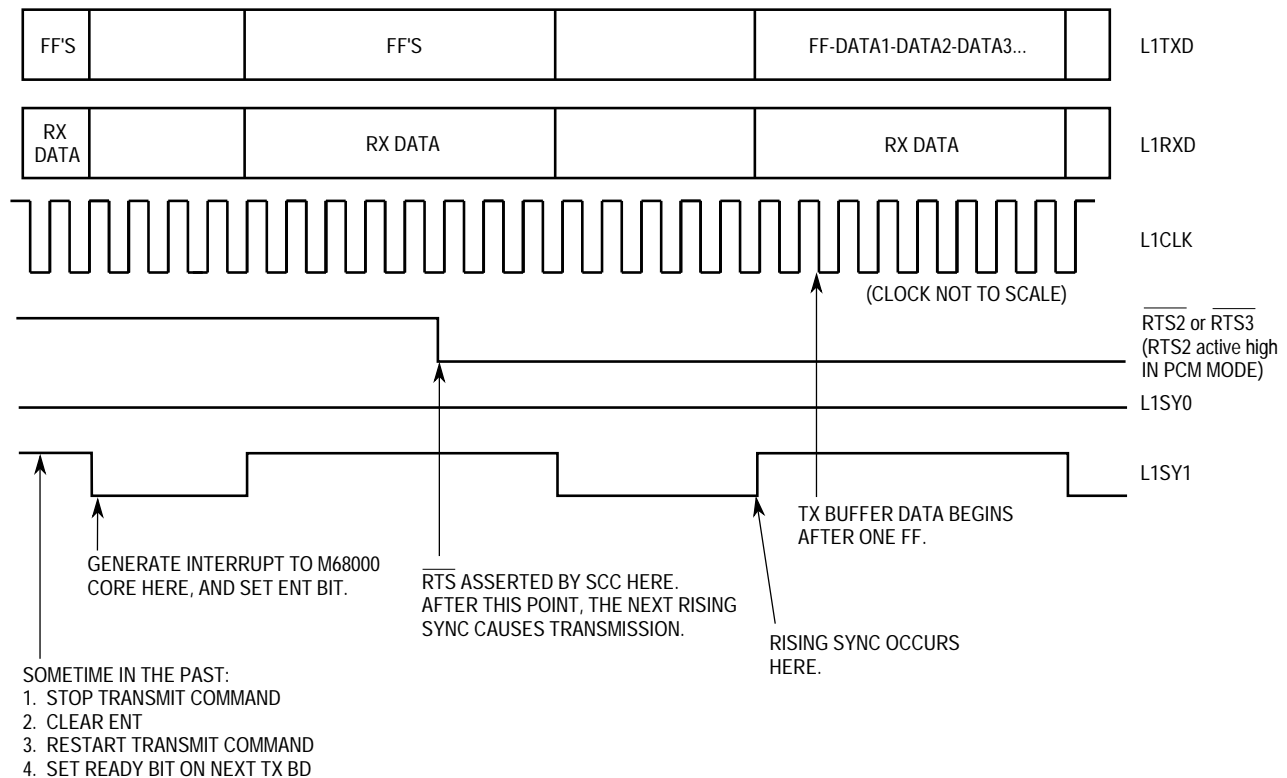 FF'S
FF'S
FF-DATA1-DATA2-DATA3...
L1TXD
RX
DATA
RX DATA
RX DATA
L1RXD
L1CLK
(CLOCK NOT TO SCALE)
RTS2 or RTS3
(RTS2 active high
IN PCM MODE)
L1SY0
L1SY1
TX BUFFER DATA BEGINS
AFTER ONE FF.
GENERATE INTERRUPT TO M68000
CORE HERE, AND SET ENT BIT.
RTS ASSERTED BY SCC HERE.
AFTER THIS POINT, THE NEXT RISING
SYNC CAUSES TRANSMISSION.
RISING SYNC OCCURS
HERE.
SOMETIME IN THE PAST:
1. STOP TRANSMIT COMMAND
2. CLEAR ENT
3. RESTART TRANSMIT COMMAND
4. SET READY BIT ON NEXT TX BD